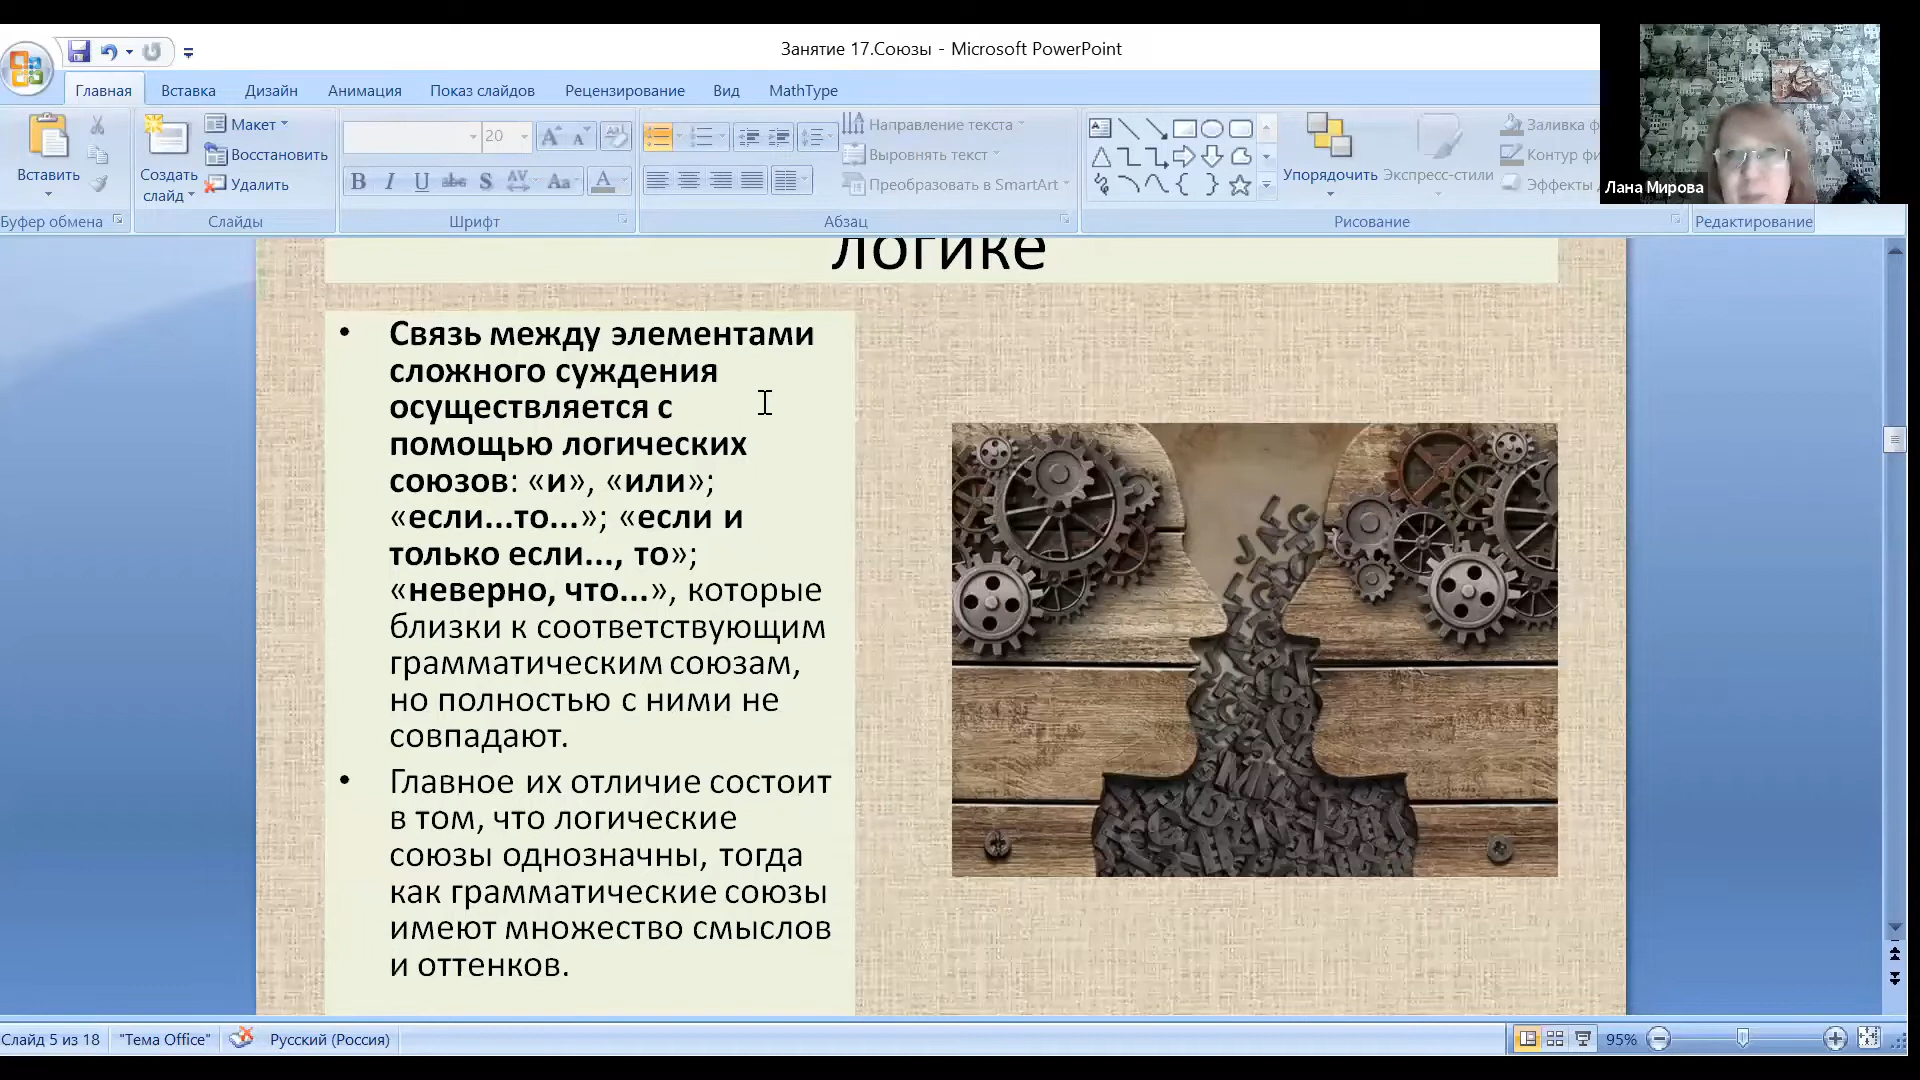 Занятие 17.Союзы - Microsoft PowerPoint
Главная Вставка Дизайн Анимация Показ слайдов Рецензирование Вид MathType
Вставить
Создать слайд
Макет
Восстановить
Удалить
20
Направление текста
Выровнять текст
Преобразовать в SmartArt
Упорядочить
Экспресс-стили
Заливка ф
Контур фи
Эффекты
Буфер обмена Слайды Шрифт Абзац Рисование Редактирование
Лана Мирова
логике
• Связь между элементами
сложного суждения
осуществляется с
помощью логических
союзов: «и», «или»;
«если...то...»; «если и
только если..., то»;
«неверно, что...», которые
близки к соответствующим
грамматическим союзам,
но полностью с ними не
совпадают.
• Главное их отличие состоит
в том, что логические
союзы однозначны, тогда
как грамматические союзы
имеют множество смыслов
и оттенков.
Слайд 5 из 18 "Тема Office" Русский (Россия) 95%